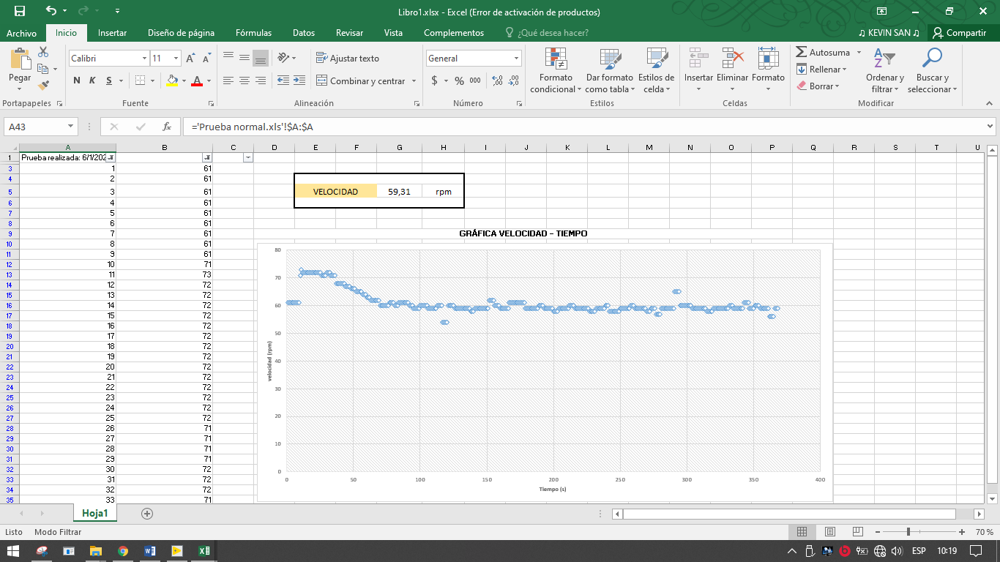 Libro1.xlsx - Excel (Error de activación de productos)
Archivo Inicio Insertar Diseño de página Fórmulas Datos Revisar Vista Complementos ¿Qué desea hacer? ♫ KEVIN SAN ♫ Compartir
Calibri 11 Ajustar texto General Autosuma
Pegar N K S Combinar y centrar $ % 000 Formato condicional Dar formato como tabla Estilos de celda Insertar Eliminar Formato Rellenar Borrar Ordenar y filtrar Buscar y seleccionar
Portapapeles Fuente Alineación Número Estilos Celdas Modificar
A43 fx ='Prueba normal.xls'!$A:$A
A B C D E F G H I J K L M N O P Q R S T U
1 Prueba realizada: 6/1/202
3 1 61
4 2 61
5 3 61 VELOCIDAD 59,31 rpm
6 4 61
7 5 61
8 6 61
9 7 61 GRÁFICA VELOCIDAD - TIEMPO
10 8 61
11 9 61
12 10 71
13 11 73
14 12 72
15 13 72
16 14 72
17 15 72
18 16 72
19 17 72
20 18 72
21 19 72
22 20 72
23 21 72
24 22 72
25 23 72
26 24 72
27 25 72
28 26 71
29 27 71
30 28 71
31 29 71
32 30 72
33 31 72
34 32 72
35 33 71
80
70
60
50
40
30
20
10
0
velocidad (rpm)
0 50 100 150 200 250 300 350 400
Tiempo (s)
Hoja1
Listo Modo Filtrar 70 %
ESP 10:19